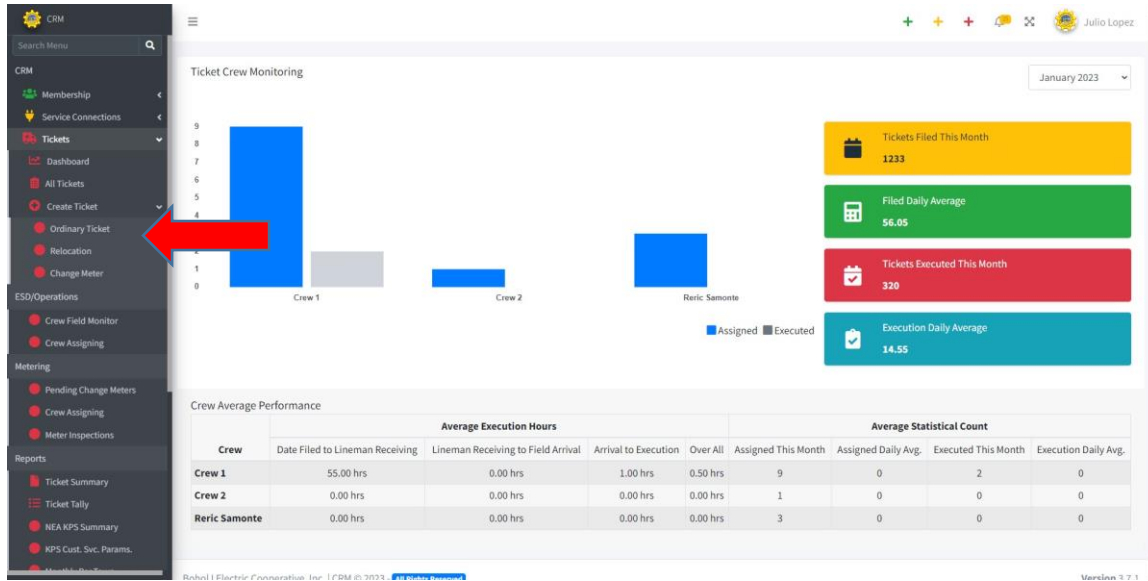 CRM
Julio Lopez
Search Menu
CRM
Membership
Service Connections
Tickets
Dashboard
All Tickets
Create Ticket
Ordinary Ticket
Relocation
Change Meter
ESD/Operations
Crew Field Monitor
Crew Assigning
Metering
Pending Change Meters
Crew Assigning
Meter Inspections
Reports
Ticket Summary
Ticket Tally
NEA KPS Summary
KPS Cust. Svc. Params.
Ticket Crew Monitoring
January 2023
9
8
7
6
5
4
2
1
0
Crew 1 Crew 2 Reric Samonte
Assigned Executed
Tickets Filed This Month
1233
Filed Daily Average
56.05
Tickets Executed This Month
320
Execution Daily Average
14.55
Crew Average Performance
Average Execution Hours Average Statistical Count
Crew Date Filed to Lineman Receiving Lineman Receiving to Field Arrival Arrival to Execution Over All Assigned This Month Assigned Daily Avg. Executed This Month Execution Daily Avg.
Crew 1 55.00 hrs 0.00 hrs 1.00 hrs 0.50 hrs 9 0 2 0
Crew 2 0.00 hrs 0.00 hrs 0.00 hrs 0.00 hrs 1 0 0 0
Reric Samonte 0.00 hrs 0.00 hrs 0.00 hrs 0.00 hrs 3 0 0 0
Bohol I Electric Cooperative, Inc. | CRM © 2023 - All Rights Reserved Version 3.7.1